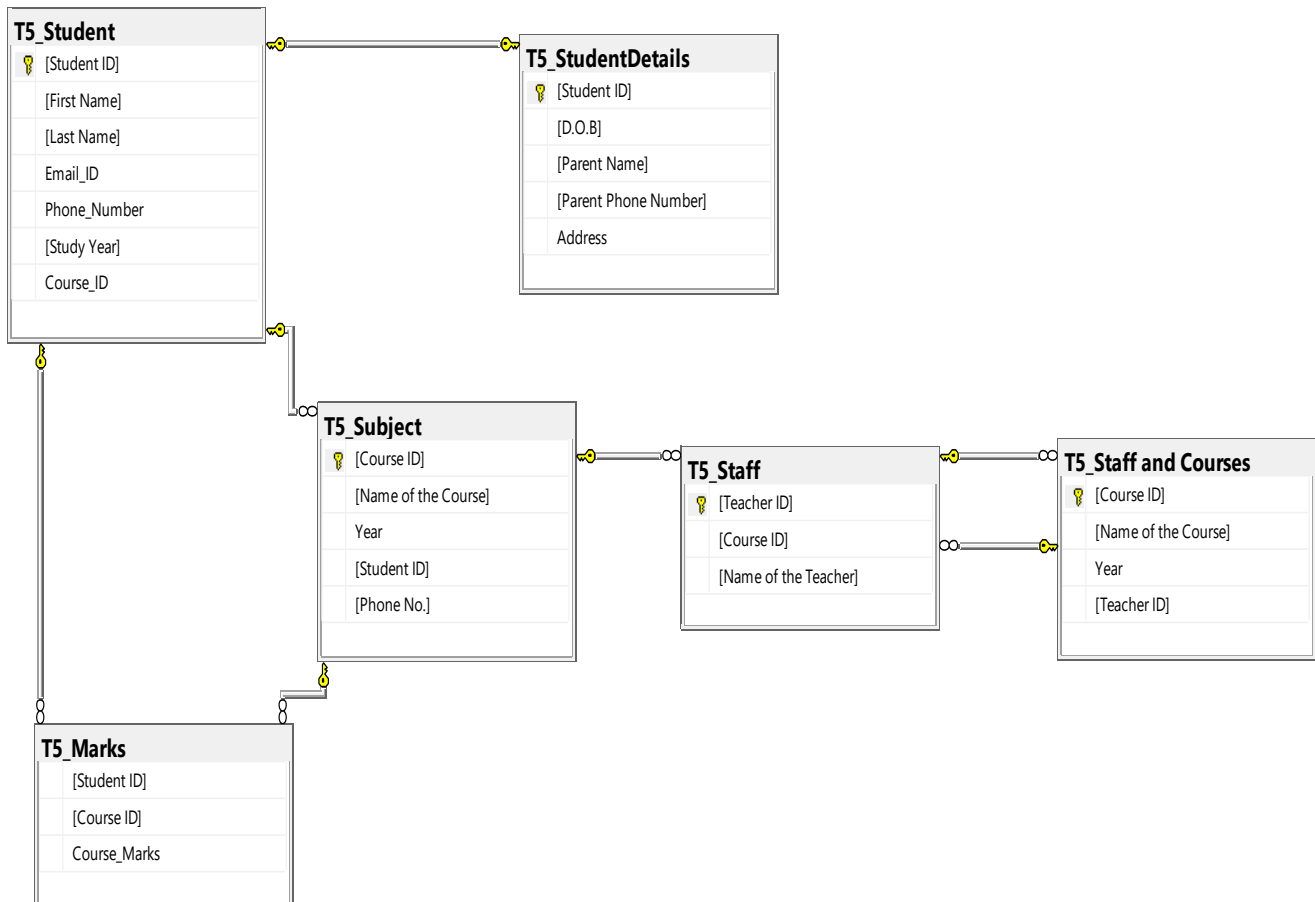 T5_Student
[Student ID]
[First Name]
[Last Name]
Email_ID
Phone_Number
[Study Year]
Course_ID
T5_StudentDetails
[Student ID]
[D.O.B]
[Parent Name]
[Parent Phone Number]
Address
T5_Subject
[Course ID]
[Name of the Course]
Year
[Student ID]
[Phone No.]
T5_Staff
[Teacher ID]
[Course ID]
[Name of the Teacher]
T5_Staff and Courses
[Course ID]
[Name of the Course]
Year
[Teacher ID]
T5_Marks
[Student ID]
[Course ID]
Course_Marks